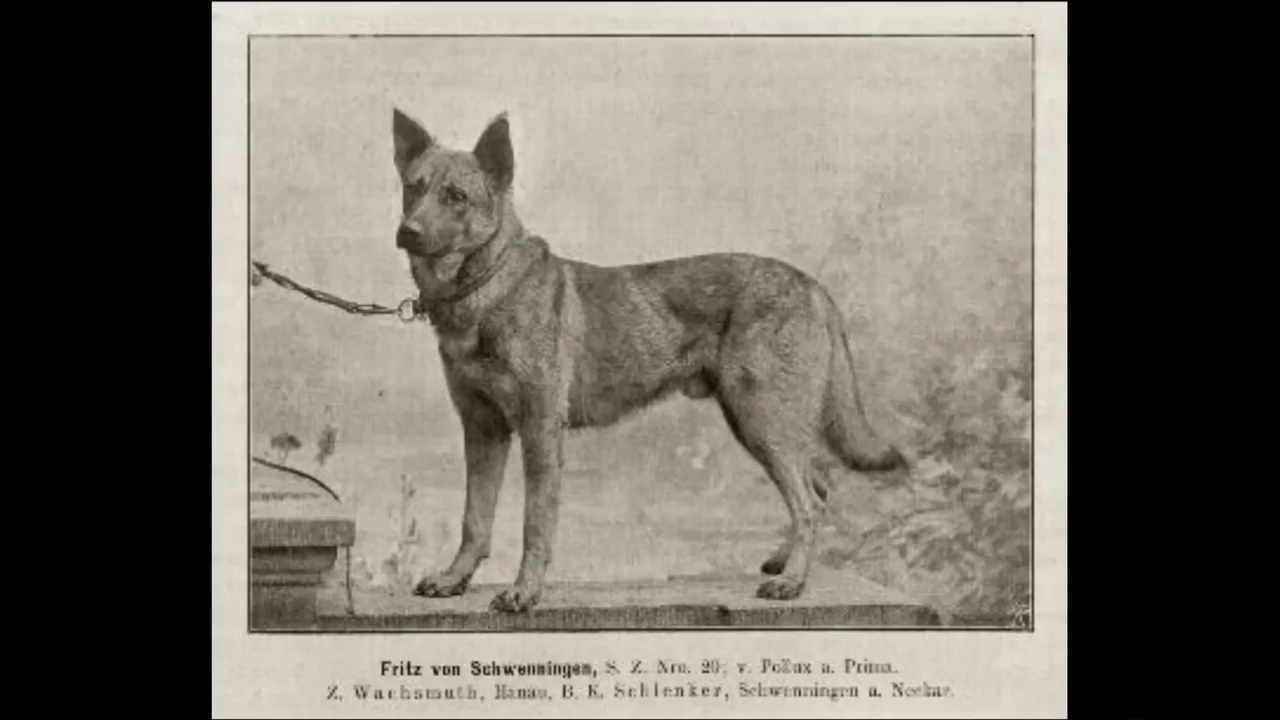 Fritz von Schwenningen, S. Z. Nro. 29; v. Pollux a. Prima.
Z. Wachsmuth, Hanau, B. K. Schlenker, Schwenningen a. Neckar.